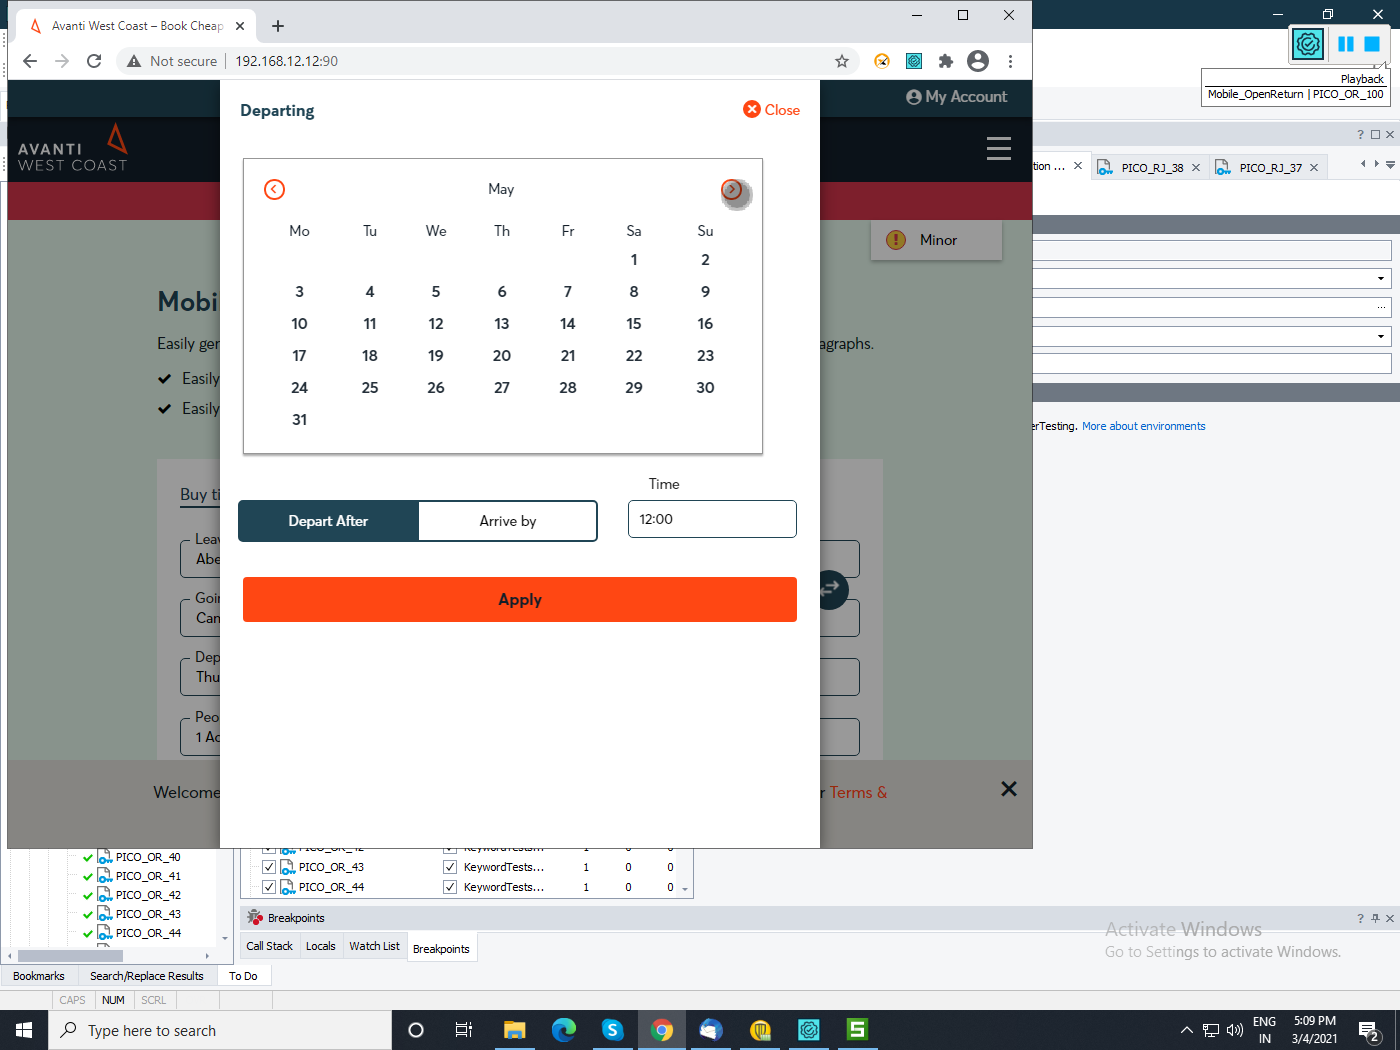 Avanti West Coast – Book Cheap
Not secure
192.168.12.12:90
Playback
Mobile_OpenReturn | PICO_OR_100
My Account
AVANTI
WEST COAST
Departing
Close
May
Mo Tu We Th Fr Sa Su
1 2
3 4 5 6 7 8 9
10 11 12 13 14 15 16
17 18 19 20 21 22 23
24 25 26 27 28 29 30
31
Time
Depart After
Arrive by
12:00
Apply
Minor
Mobi
Easily ger
agraphs.
Easily
Easily
Buy ti
Leav
Abe
Goin
Can
Dep
Thu
Peo
1 Ad
Welcome
r Terms &
tion ...
PICO_RJ_38
PICO_RJ_37
erTesting. More about environments
PICO_OR_40
PICO_OR_41
PICO_OR_42
PICO_OR_43
PICO_OR_44
PICO_OR_42 KeywordTests... 1 0 0
PICO_OR_43 KeywordTests... 1 0 0
PICO_OR_44 KeywordTests... 1 0 0
Breakpoints
Call Stack
Locals
Watch List
Breakpoints
Activate Windows
Go to Settings to activate Windows.
Bookmarks
Search/Replace Results
To Do
CAPS NUM SCRL
Type here to search
ENG
IN
5:09 PM
3/4/2021
2